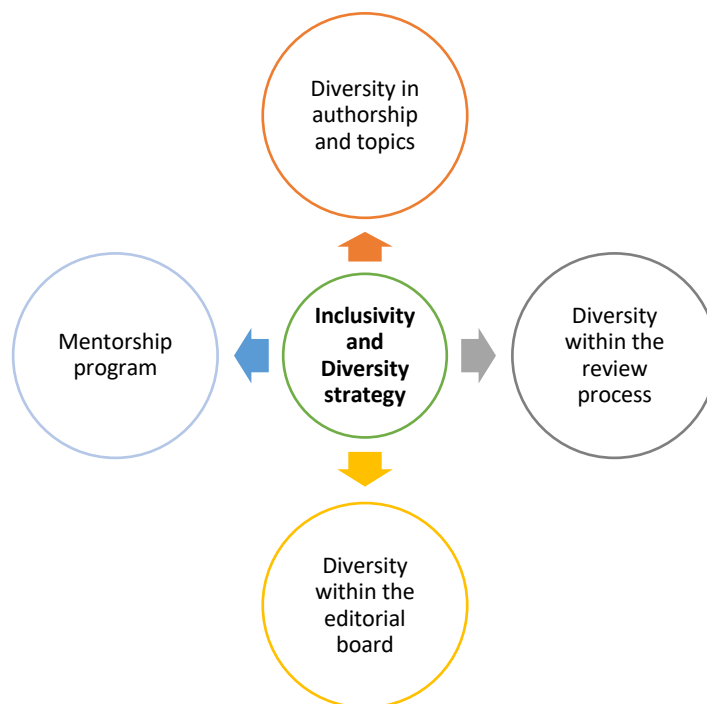 Diversity in
authorship
and topics
Mentorship
program
Inclusivity
and
Diversity
strategy
Diversity
within the
review
process
Diversity
within the
editorial
board